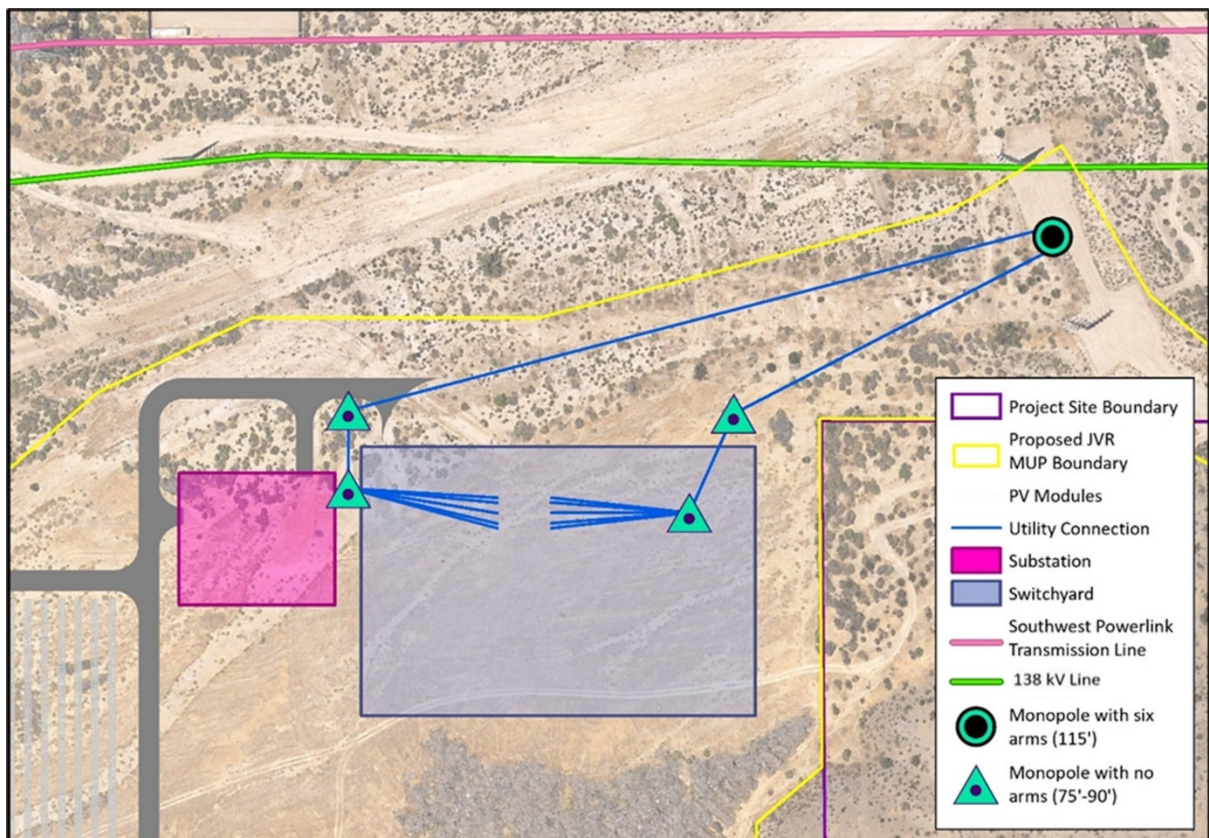 Project Site Boundary
Proposed JVR
MUP Boundary
PV Modules
Utility Connection
Substation
Switchyard
Southwest Powerlink
Transmission Line
138 kV Line
Monopole with six
arms (115')
Monopole with no
arms (75'-90')